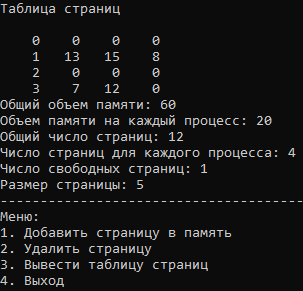 Таблица страниц
0 0 0 0
1 13 15 8
2 0 0 0
3 7 12 0
Общий объем памяти: 60
Объем памяти на каждый процесс: 20
Общий число страниц: 12
Число страниц для каждого процесса: 4
Число свободных страниц: 1
Размер страницы: 5
----------------------------------------
Меню:
1. Добавить страницу в память
2. Удалить страницу
3. Вывести таблицу страниц
4. Выход